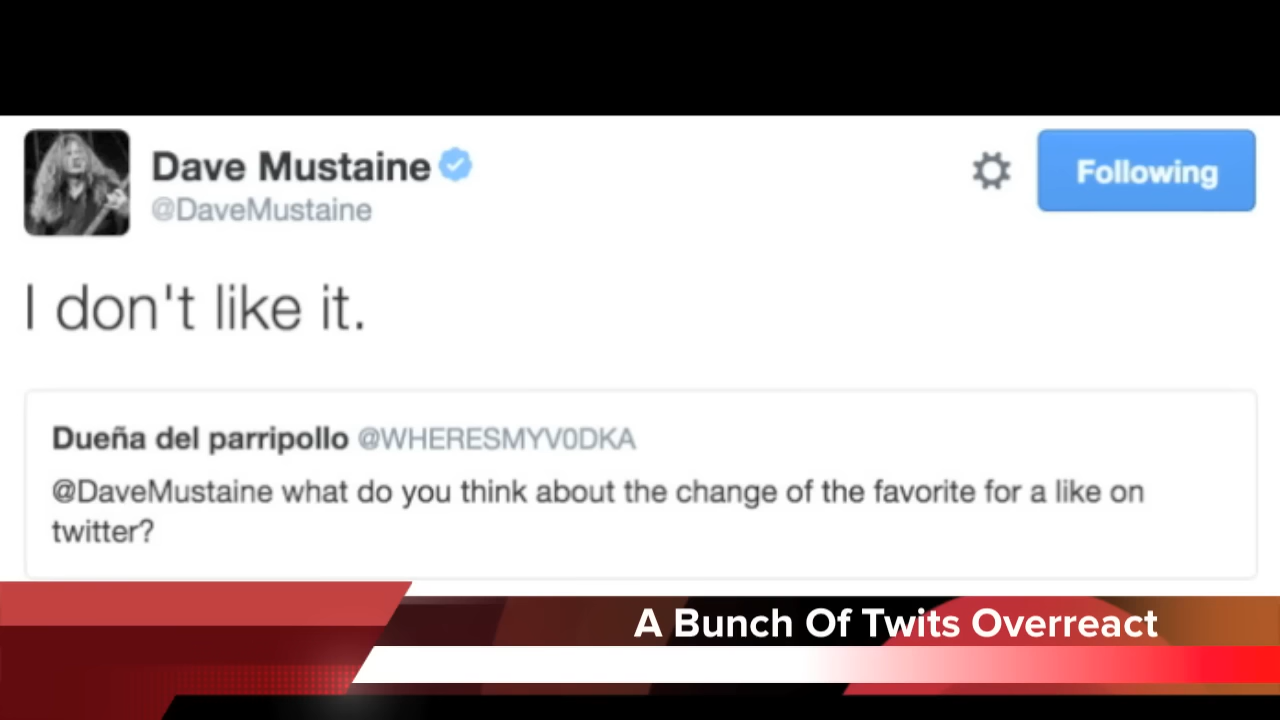 Dave Mustaine
@DaveMustaine
Following
I don't like it.
Dueña del parripollo @WHERESMYV0DKA
@DaveMustaine what do you think about the change of the favorite for a like on
twitter?
A Bunch Of Twits Overreact